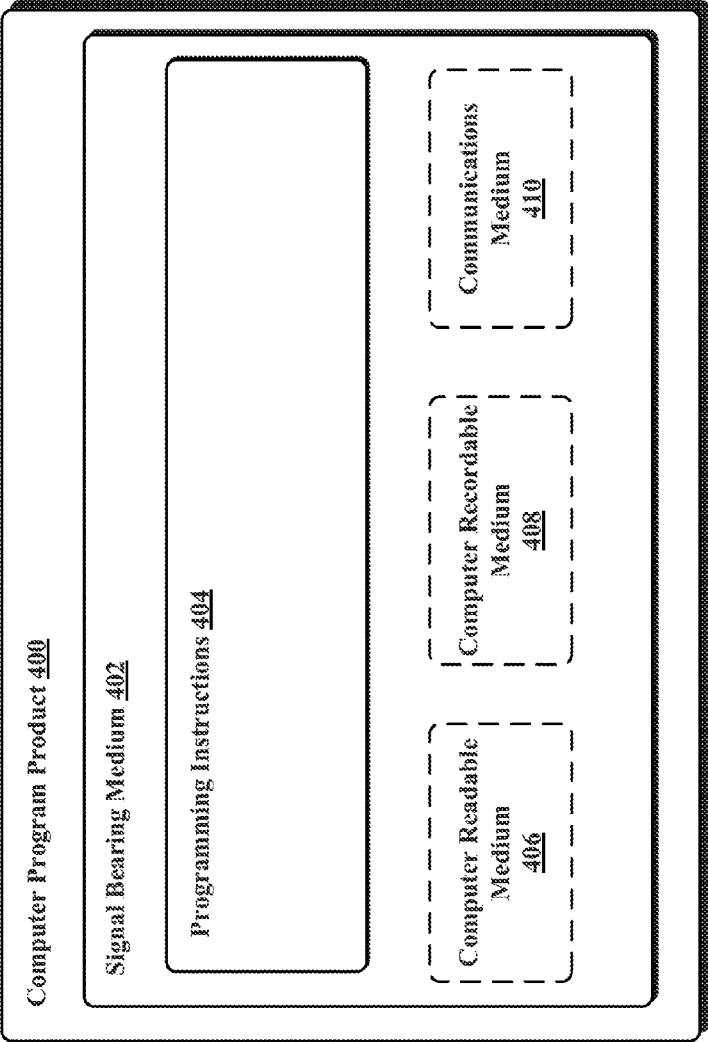 Computer Program Product 400
Signal Bearing Medium 402
Programming Instructions 404
Computer Readable
Medium
406
Computer Recordable
Medium
408
Communications
Medium
410